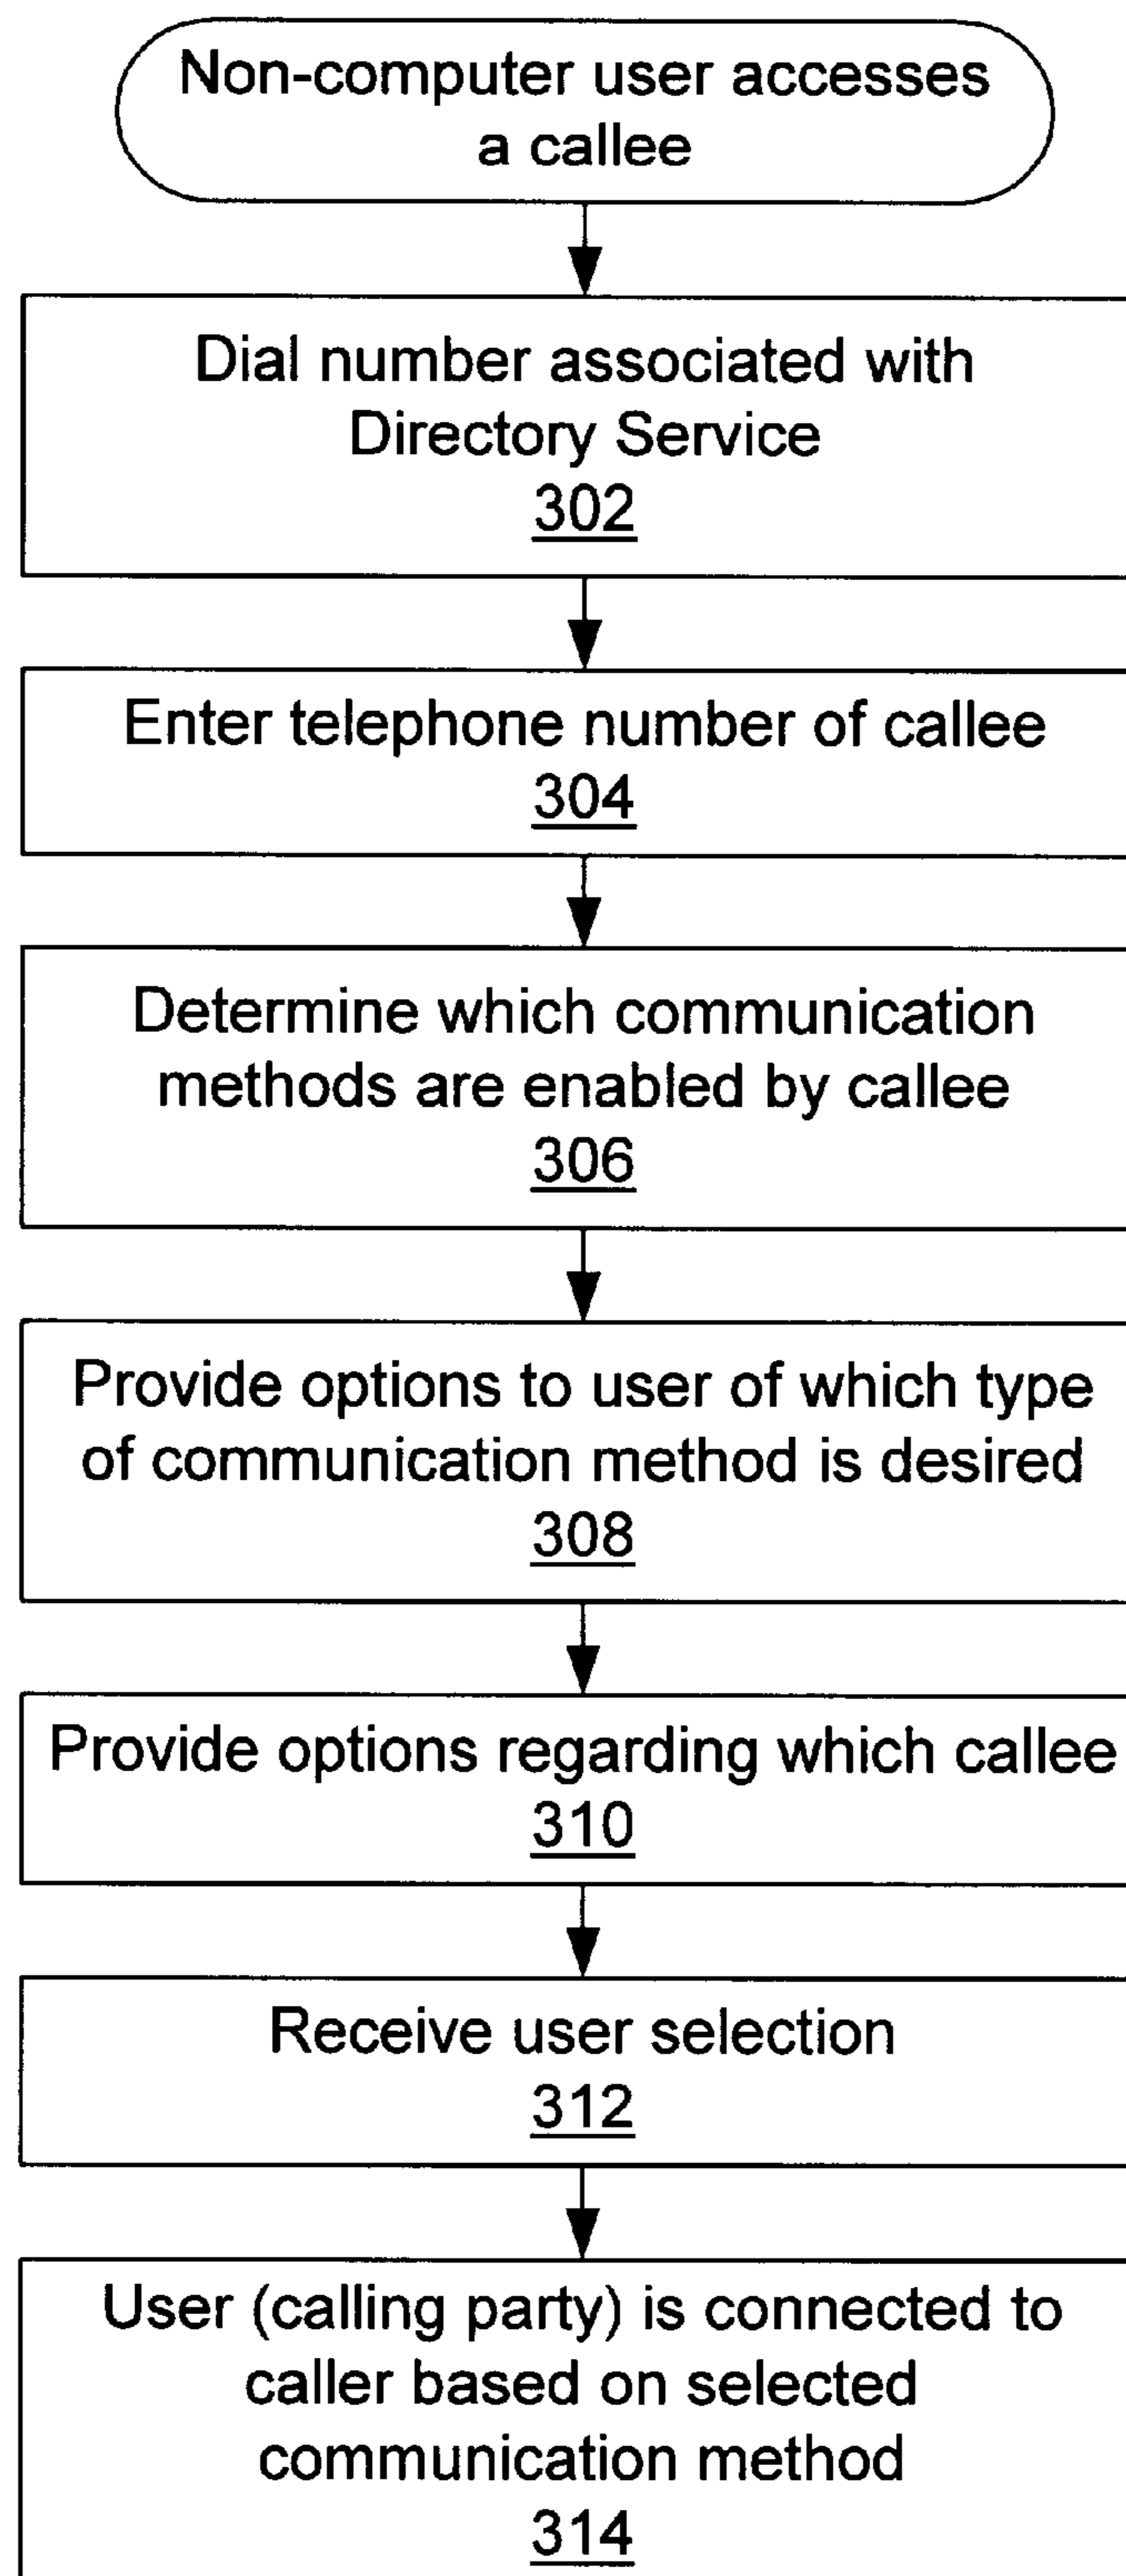 Non-computer user accesses
a callee
Dial number associated with
Directory Service
302
Enter telephone number of callee
304
Determine which communication
methods are enabled by callee
306
Provide options to user of which type
of communication method is desired
308
Provide options regarding which callee
310
Receive user selection
312
User (calling party) is connected to
caller based on selected
communication method
314